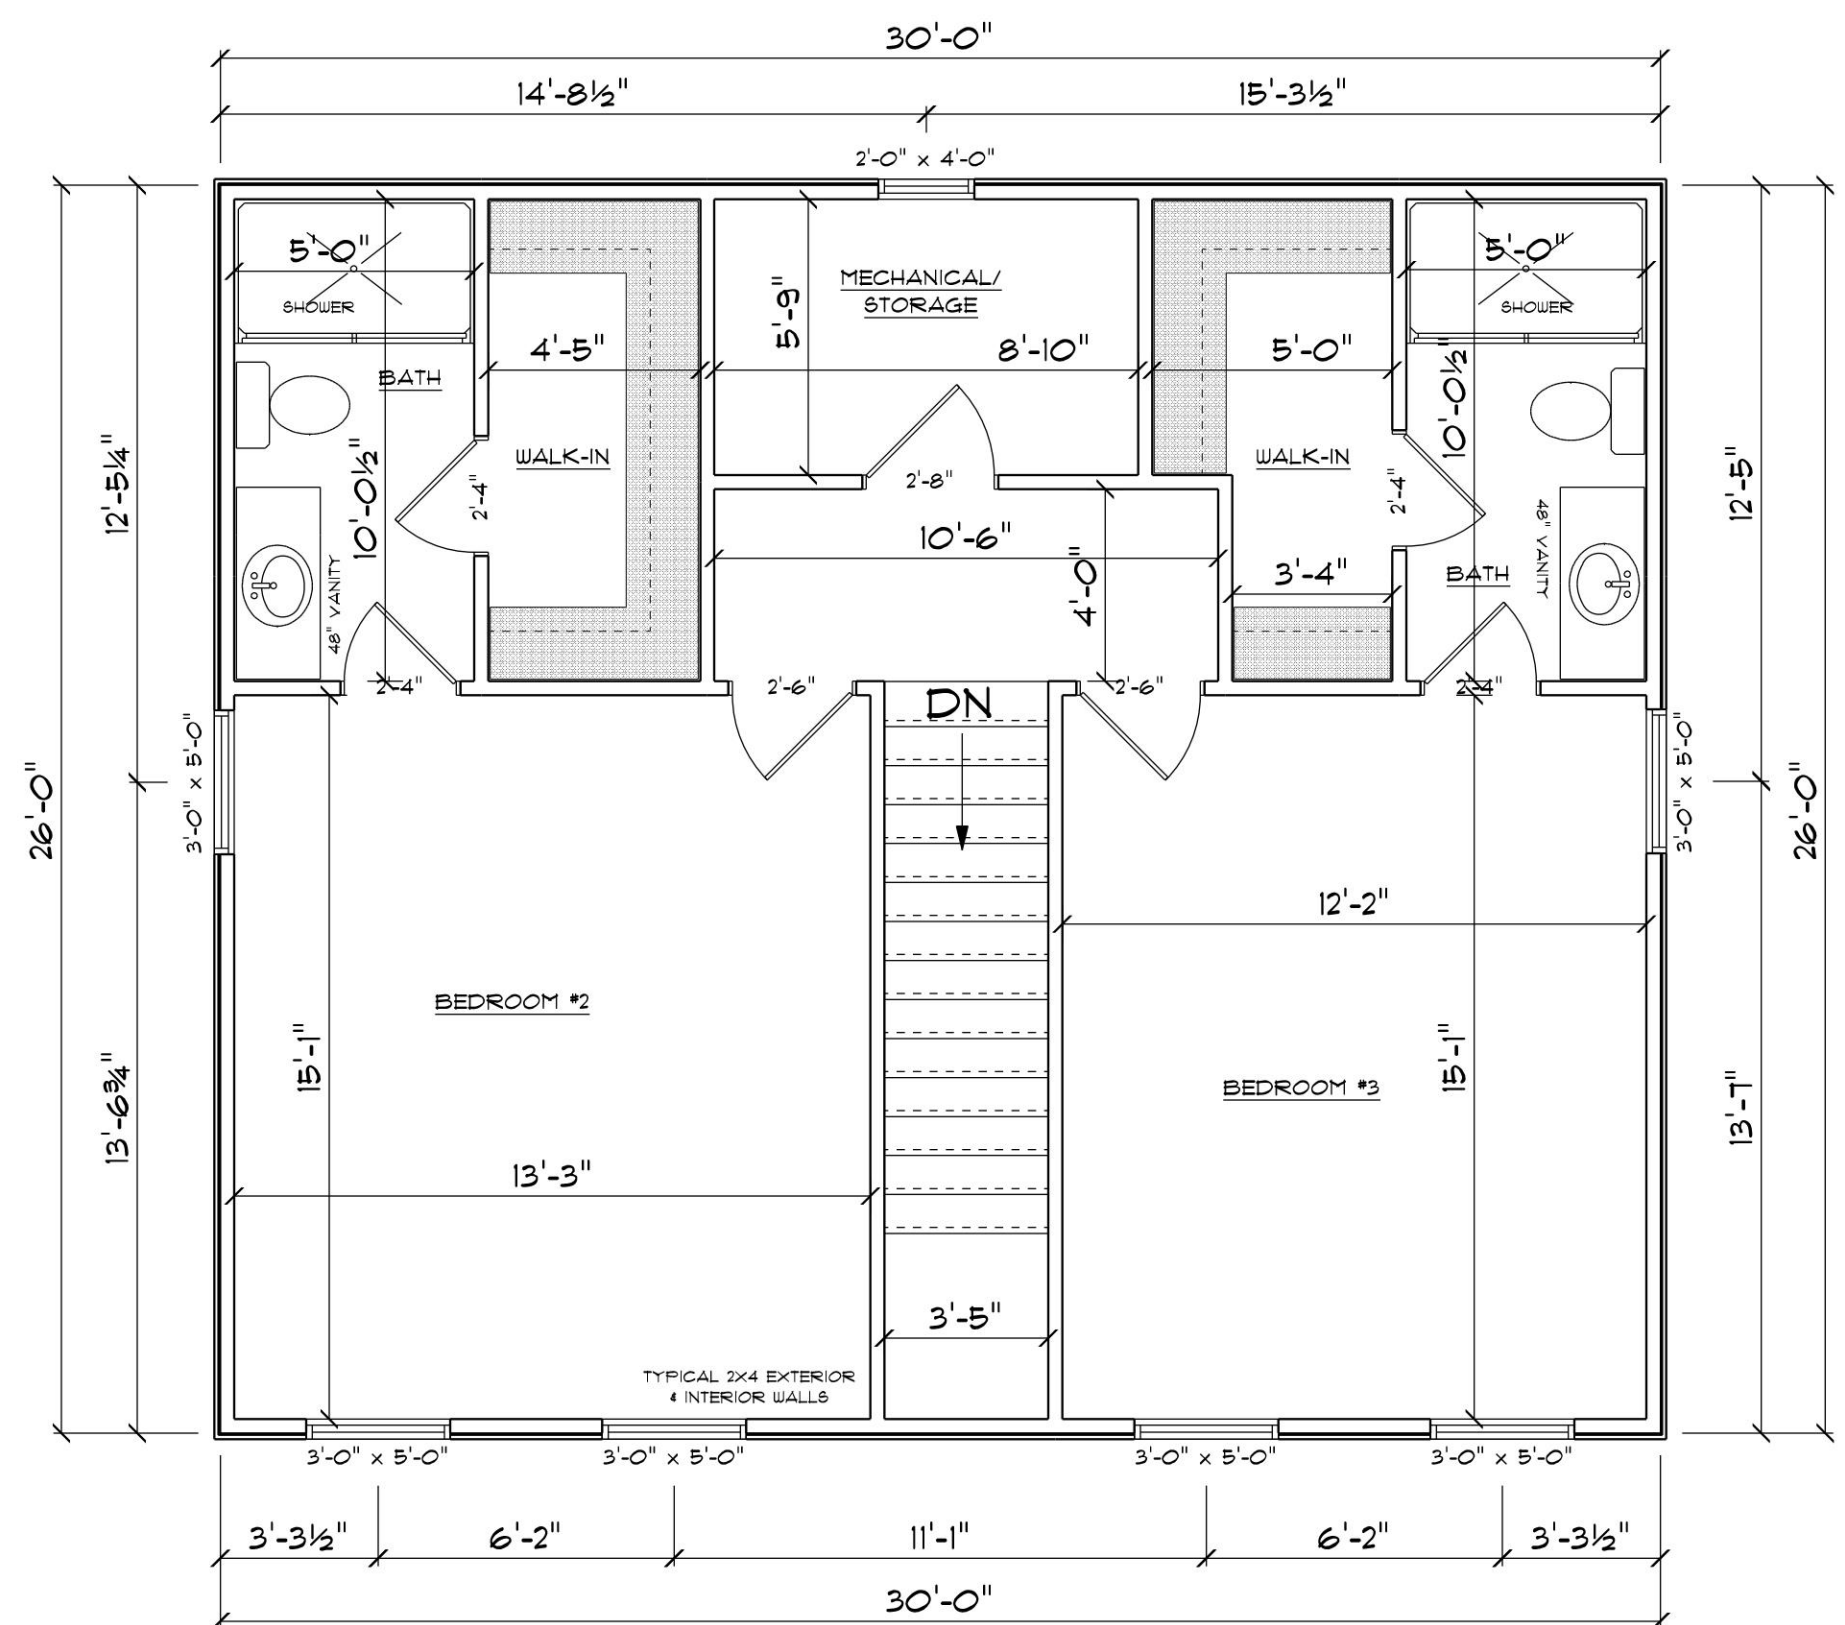 30'-0"
14'-8½"
15'-3½"
2'-0" x 4'-0"
5'-0"
SHOWER
BATH
4'-5"
WALK-IN
2'-4"
10'-0½"
48" VANITY
2'-4"
MECHANICAL/
STORAGE
5'-9"
8'-10"
2'-8"
10'-6"
4'-0"
5'-0"
WALK-IN
3'-4"
2'-4"
5'-0"
SHOWER
10'-0½"
48" VANITY
BATH
2'-4"
12'-5¼"
12'-5"
26'-0"
26'-0"
3'-0" x 5'-0"
3'-0" x 5'-0"
2'-6"
DN
2'-6"
12'-2"
BEDROOM #2
15'-1"
15'-1"
BEDROOM #3
13'-6¾"
13'-7"
13'-3"
3'-5"
TYPICAL 2X4 EXTERIOR
& INTERIOR WALLS
3'-0" x 5'-0"
3'-0" x 5'-0"
3'-0" x 5'-0"
3'-0" x 5'-0"
3'-3½"
6'-2"
11'-1"
6'-2"
3'-3½"
30'-0"